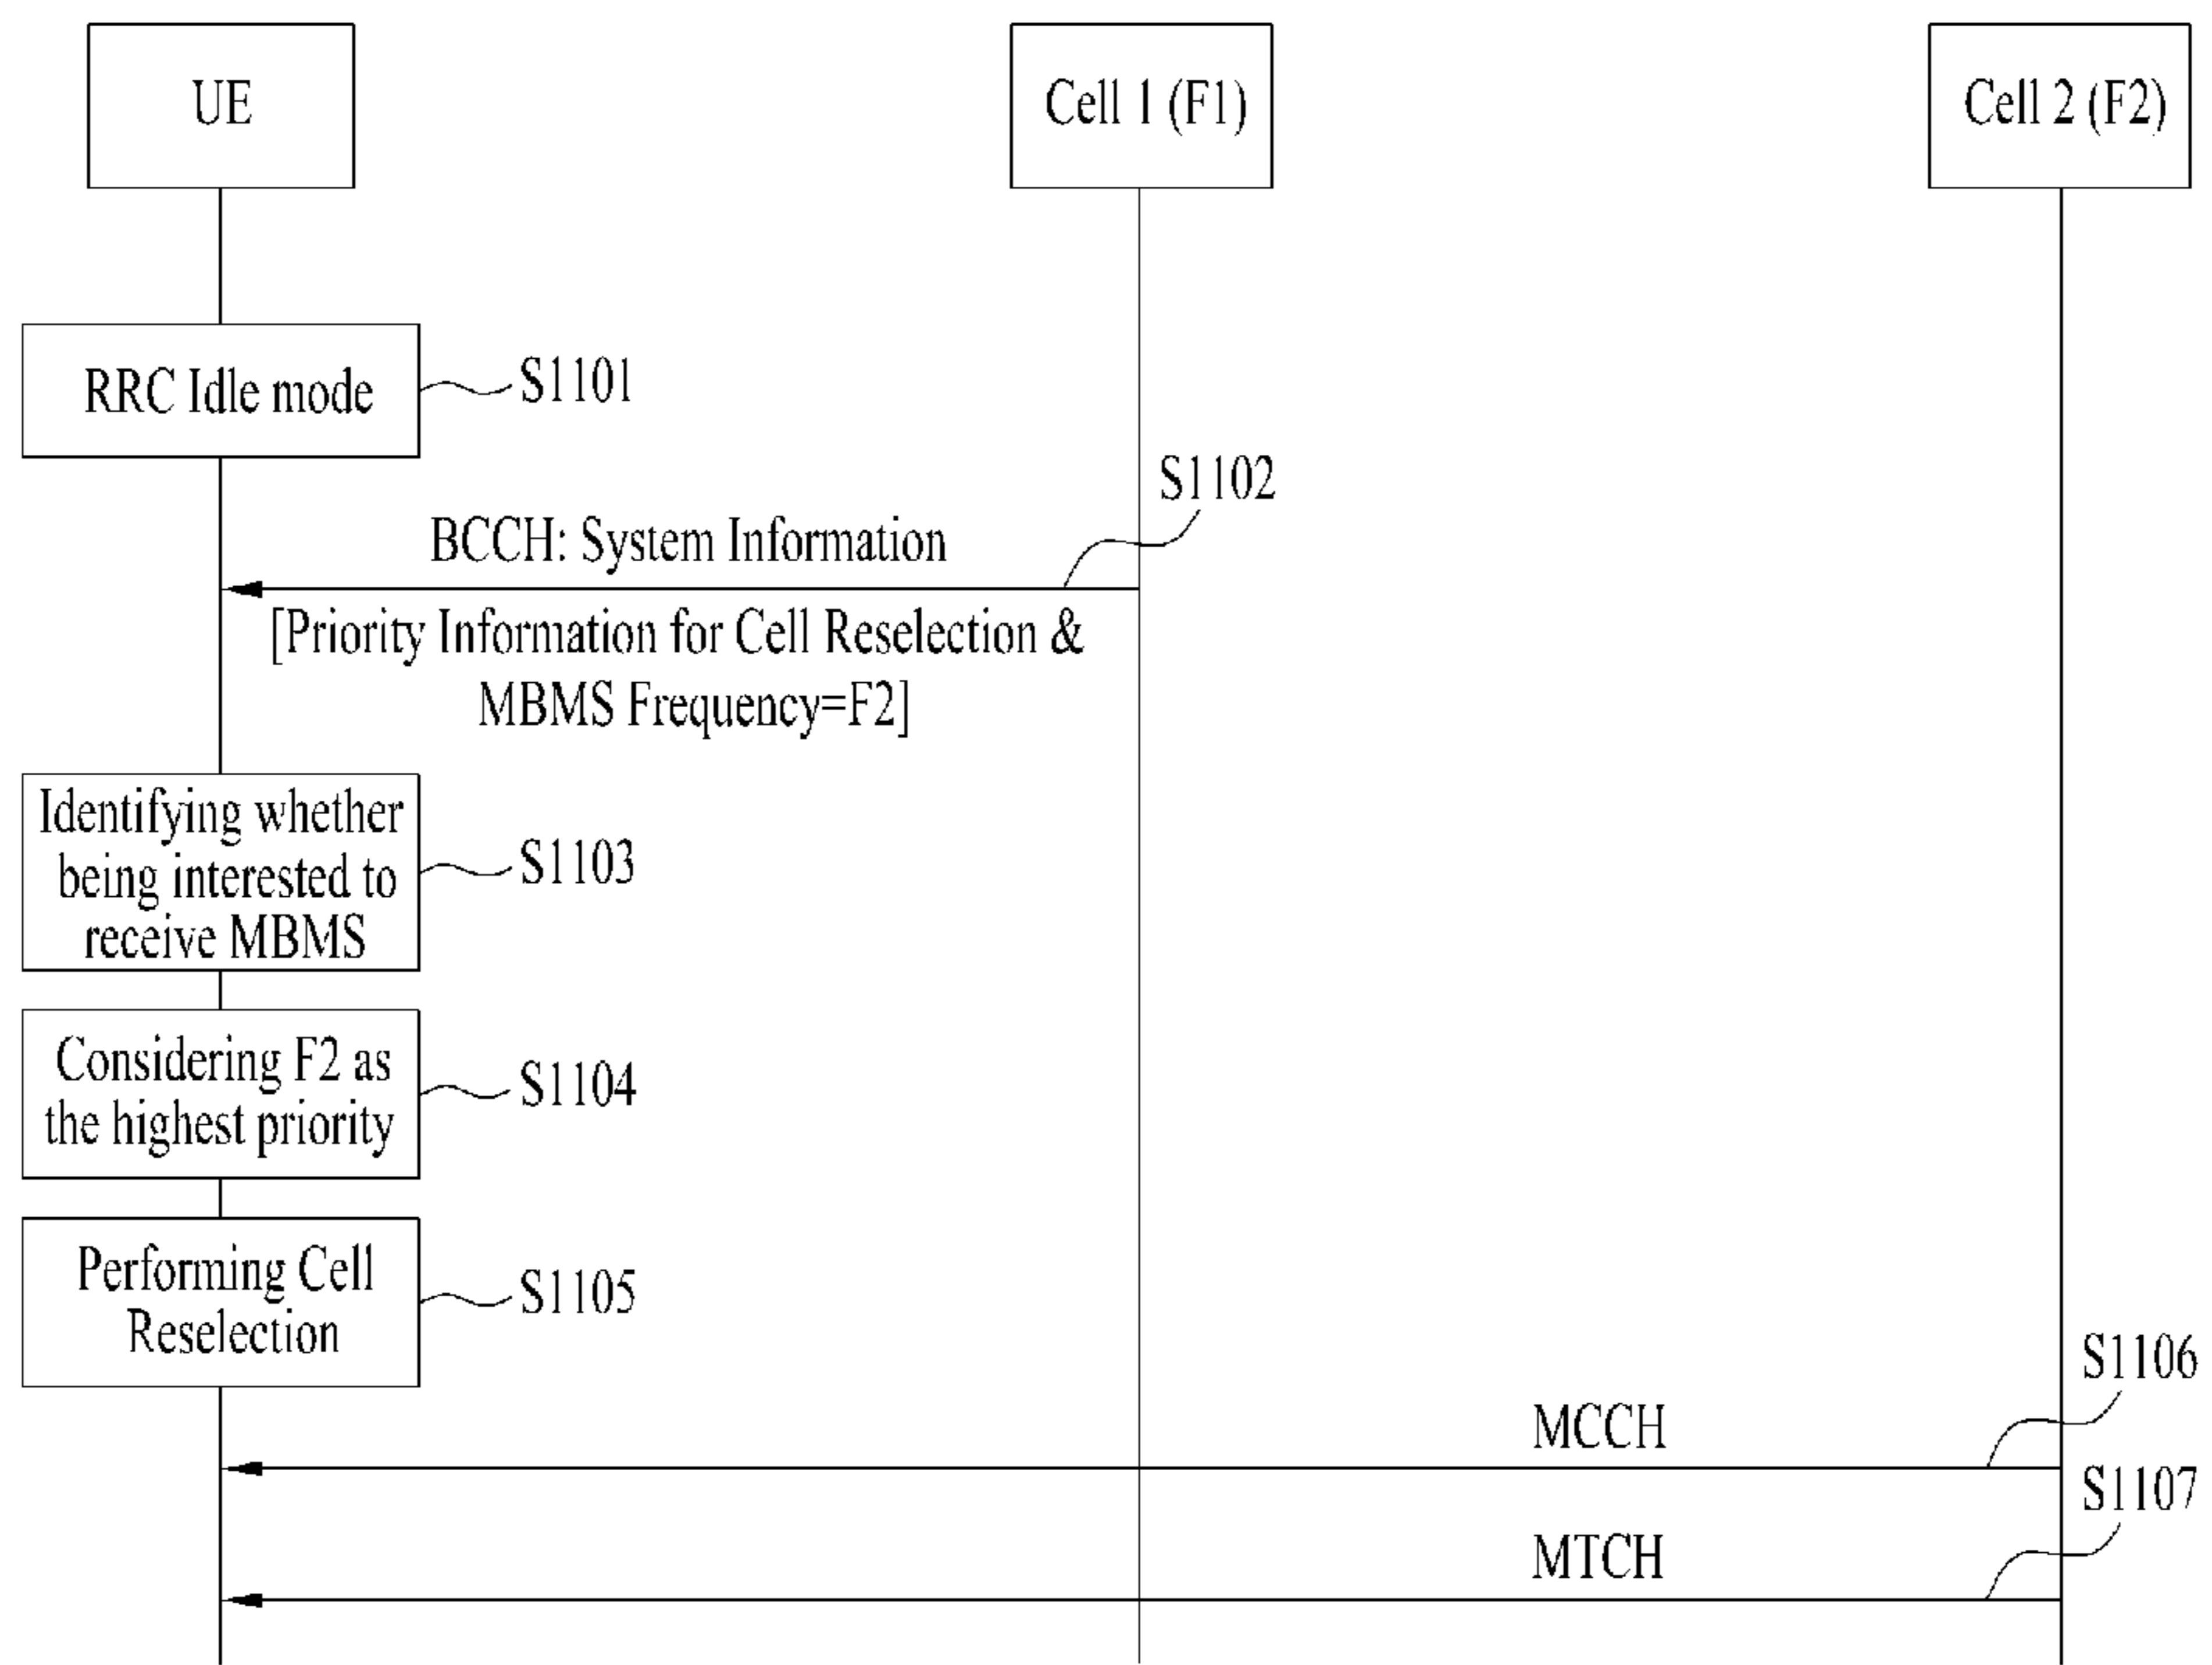 UE
Cell 1 (F1)
Cell 2 (F2)
RRC Idle mode
S1101
S1102
BCCH: System Information
[Priority Information for Cell Reselection &
MBMS Frequency=F2]
Identifying whether
being interested to
receive MBMS
S1103
Considering F2 as
the highest priority
S1104
Performing Cell
Reselection
S1105
S1106
MCCH
S1107
MTCH